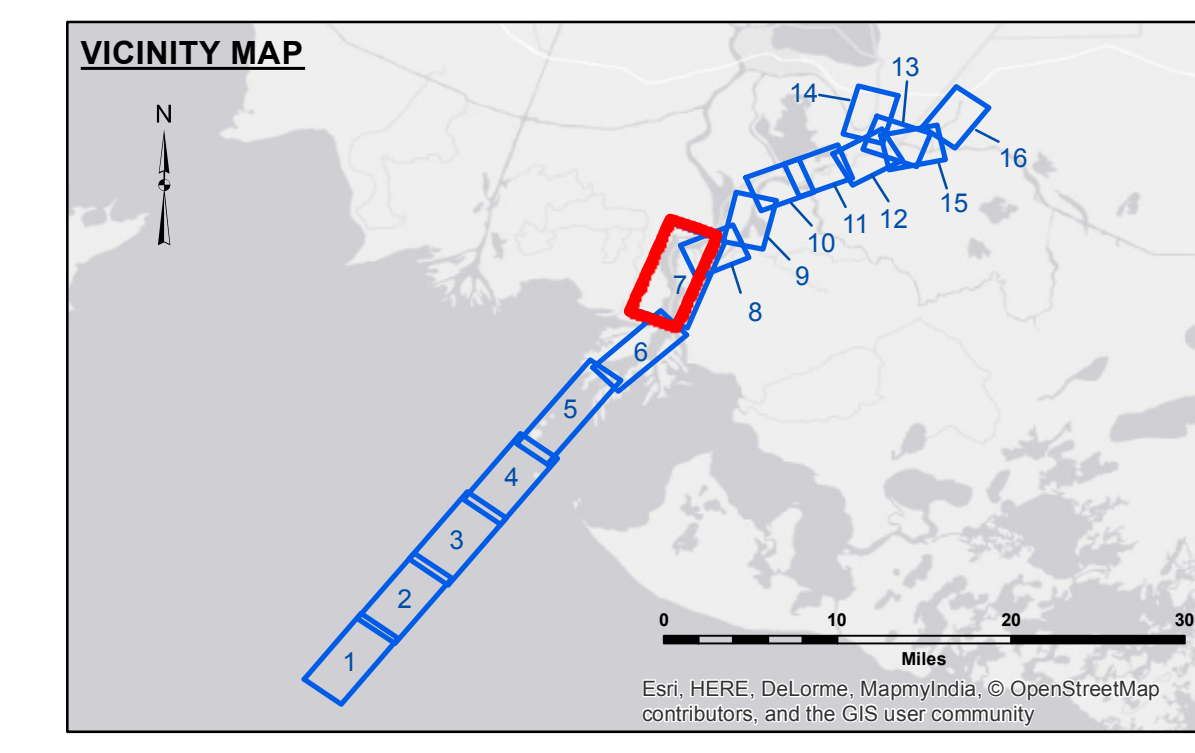 VICINITY MAP
N
13
14
16
15
12
11
10
9
8
7
6
5
4
3
2
1
0 10 20 30
Miles
Esri, HERE, DeLorme, MapmyIndia, © OpenStreetMap
contributors, and the GIS user community